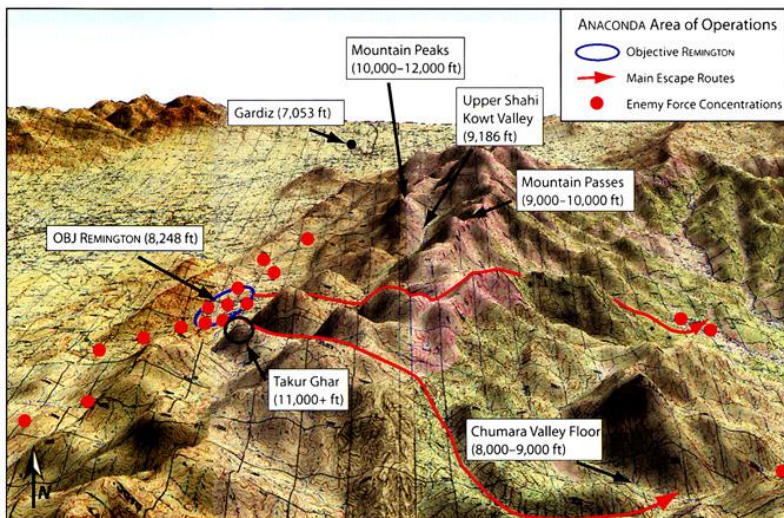 ANACONDA Area of Operations
Objective REMINGTON
Main Escape Routes
Enemy Force Concentrations
Mountain Peaks
(10,000–12,000 ft)
Upper Shahi
Kowt Valley
(9,186 ft)
Gardiz (7,053 ft)
Mountain Passes
(9,000–10,000 ft)
OBJ REMINGTON (8,248 ft)
Takur Ghar
(11,000+ ft)
Chumara Valley Floor
(8,000–9,000 ft)
N